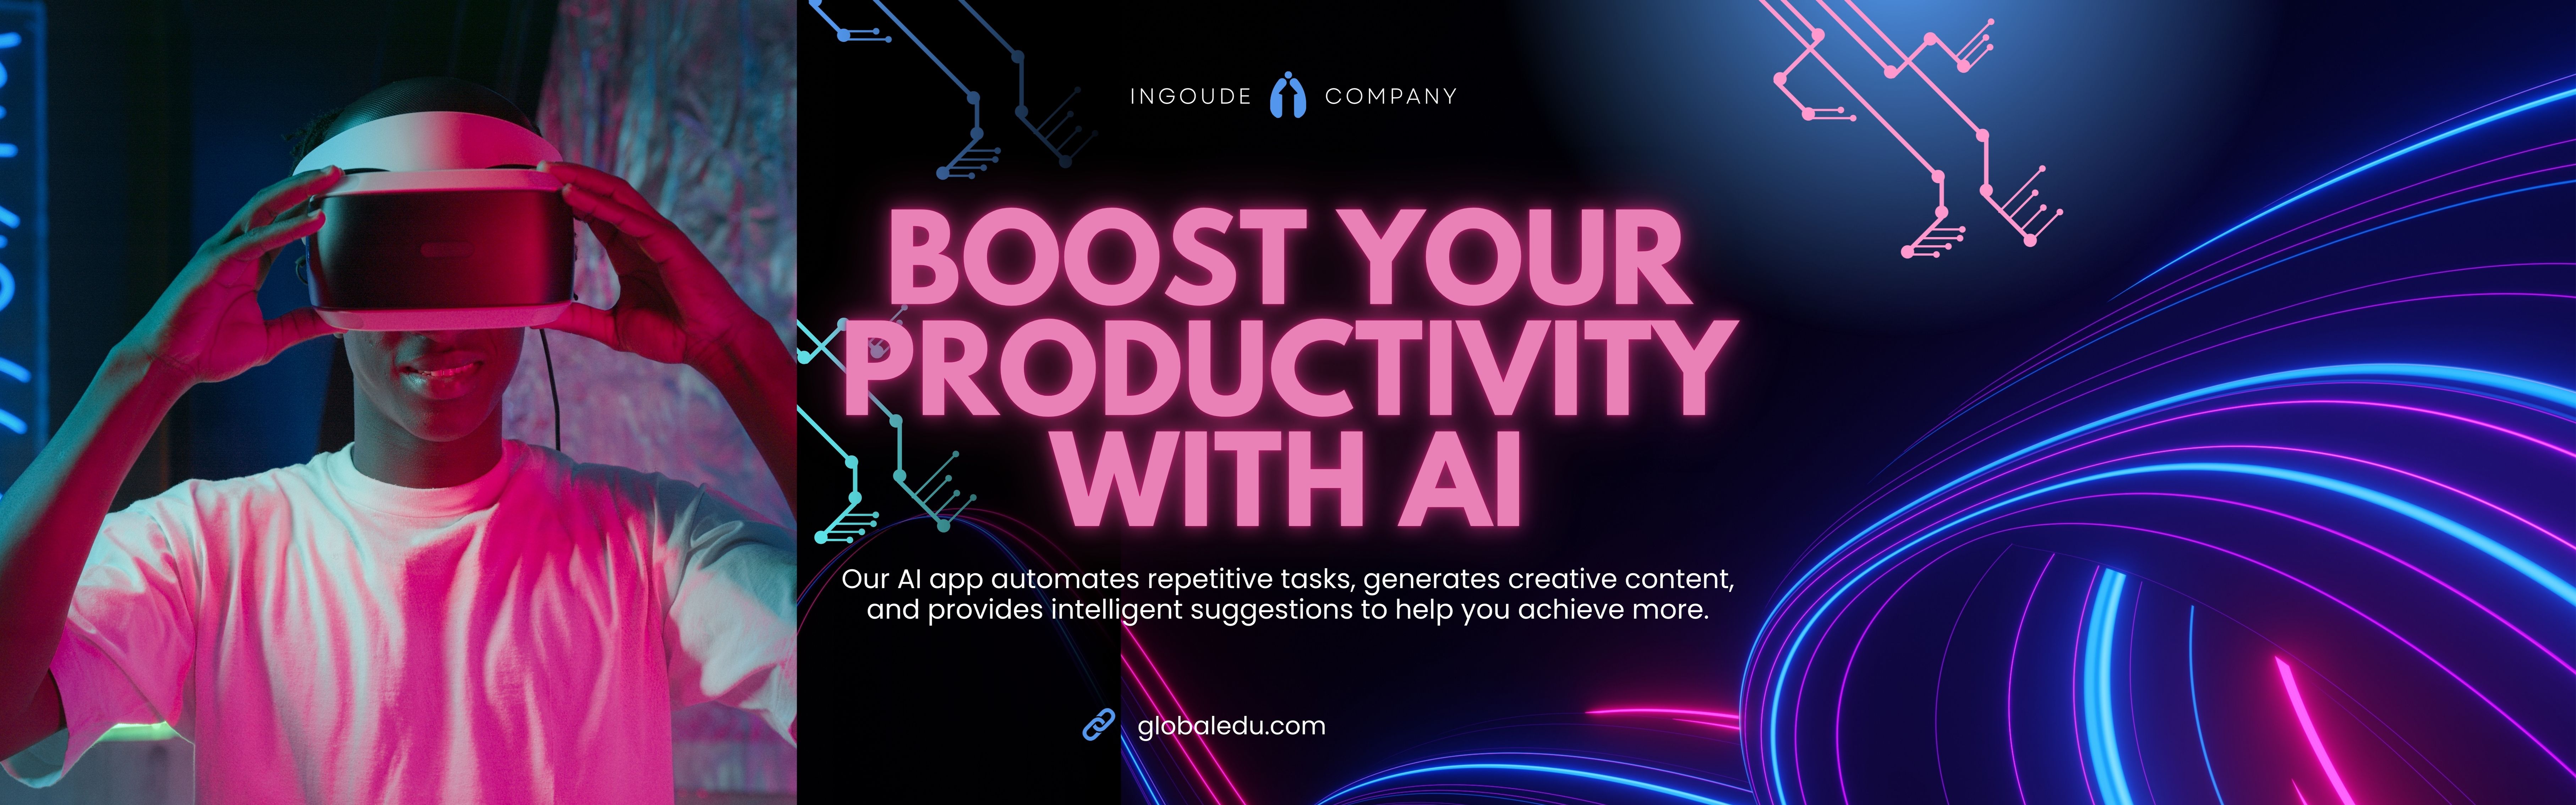 INGOUDE COMPANY
BOOST YOUR
PRODUCTIVITY
WITH AI
Our AI app automates repetitive tasks, generates creative content,
and provides intelligent suggestions to help you achieve more.
globaledu.com